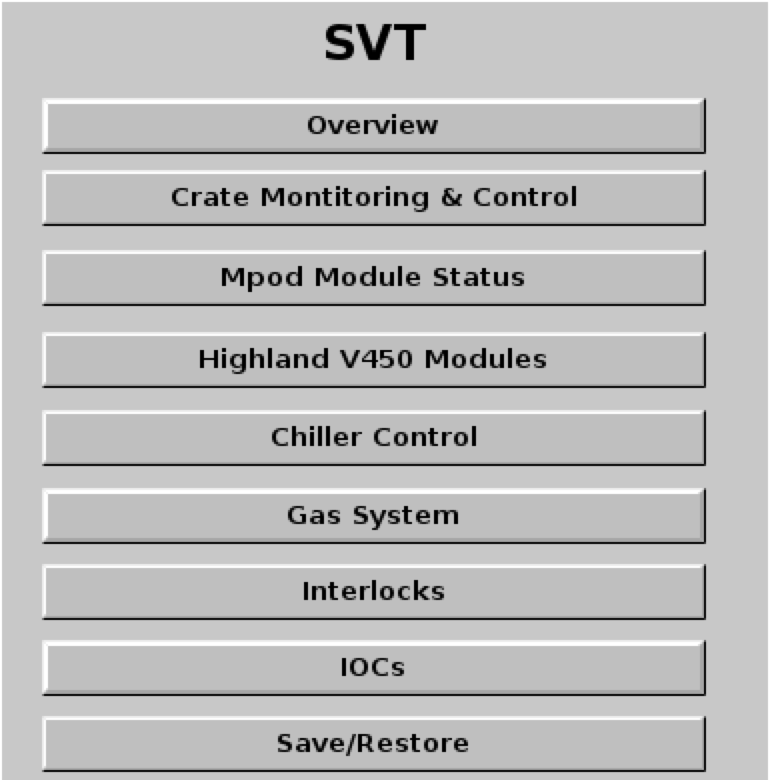 SVT
Overview
Crate Montitoring & Control
Mpod Module Status
Highland V450 Modules
Chiller Control
Gas System
Interlocks
IOCs
Save/Restore